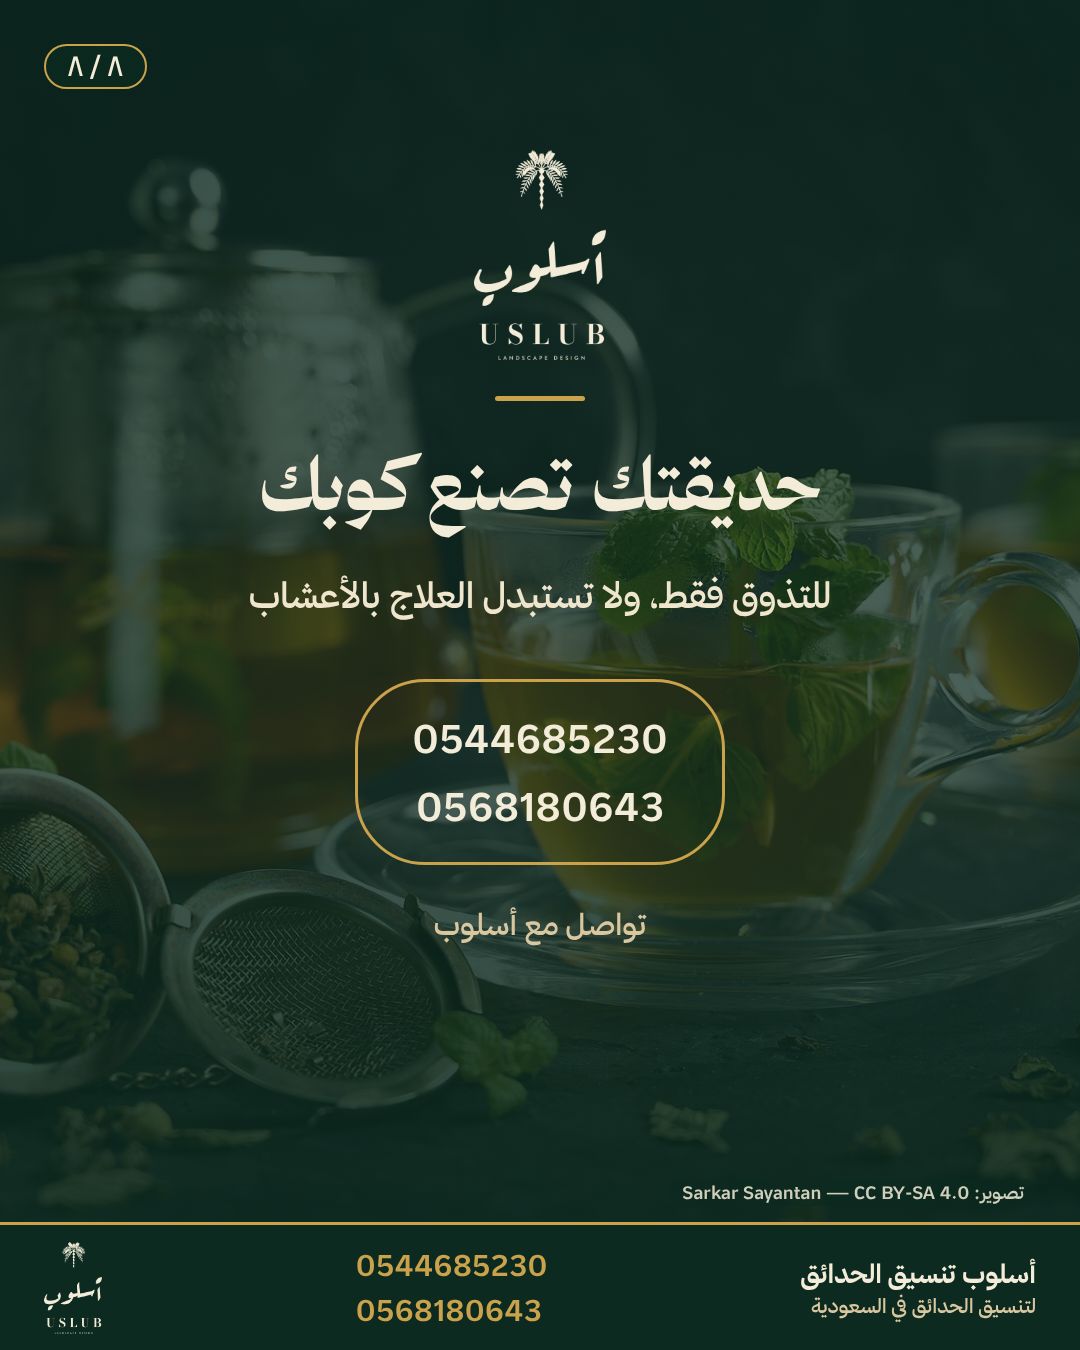 ٨/٨
أسلوب
USLUB
LANDSCAPE DESIGN
حديقتك تصنع كوبك
للتذوق فقط، ولا تستبدل العلاج بالأعشاب
0544685230
0568180643
تواصل مع أسلوب
تصوير: Sarkar Sayantan — CC BY-SA 4.0
أسلوب تنسيق الحدائق
لتنسيق الحدائق في السعودية
0544685230
0568180643
أسلوب
USLUB
LANDSCAPE DESIGN